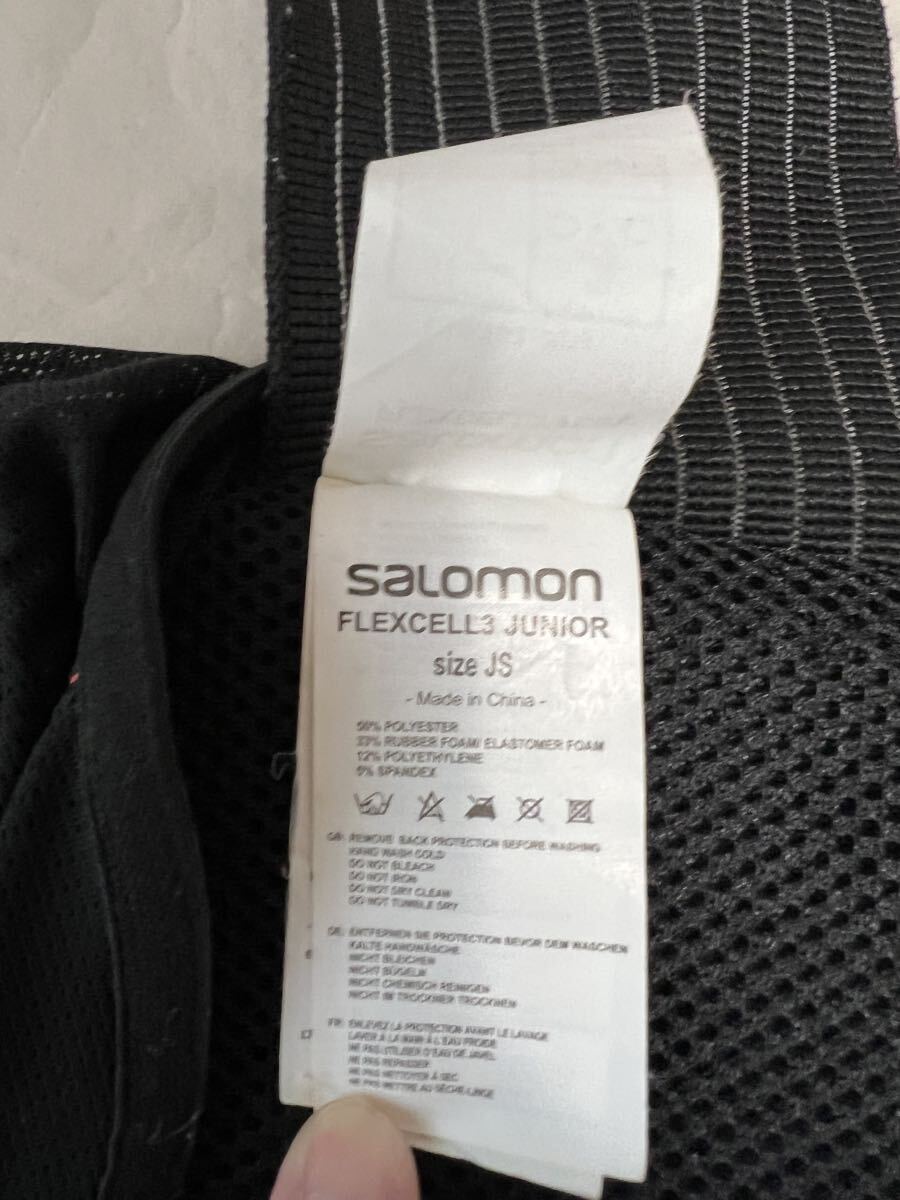 salomon
FLEXCELL3 JUNIOR
size JS
- Made in China -
50% POLYESTER
33% RUBBER FOAM/ ELASTOMER FOAM
12% POLYETHYLENE
5% SPANDEX
GB: REMOVE BACK PROTECTION BEFORE WASHING
HAND WASH COLD
DO NOT BLEACH
DO NOT IRON
DO NOT DRY CLEAN
DO NOT TUMBLE DRY
DE: ENTFERNEN SIE PROTECTION BEVOR DEM WASCHEN
KALTE HANDWÄSCHE
NICHT BLEICHEN
NICHT BÜGELN
NICHT CHEMISCH REINIGEN
NICHT IM TROCKNER TROCKNEN
FR: ENLEVEZ LA PROTECTION AVANT LE LAVAGE
LAVER À LA MAIN À L'EAU FROIDE
NE PAS UTILISER D'EAU DE JAVEL
NE PAS REPASSER
NE PAS NETTOYER À SEC
NE PAS METTRE AU SÈCHE-LINGE